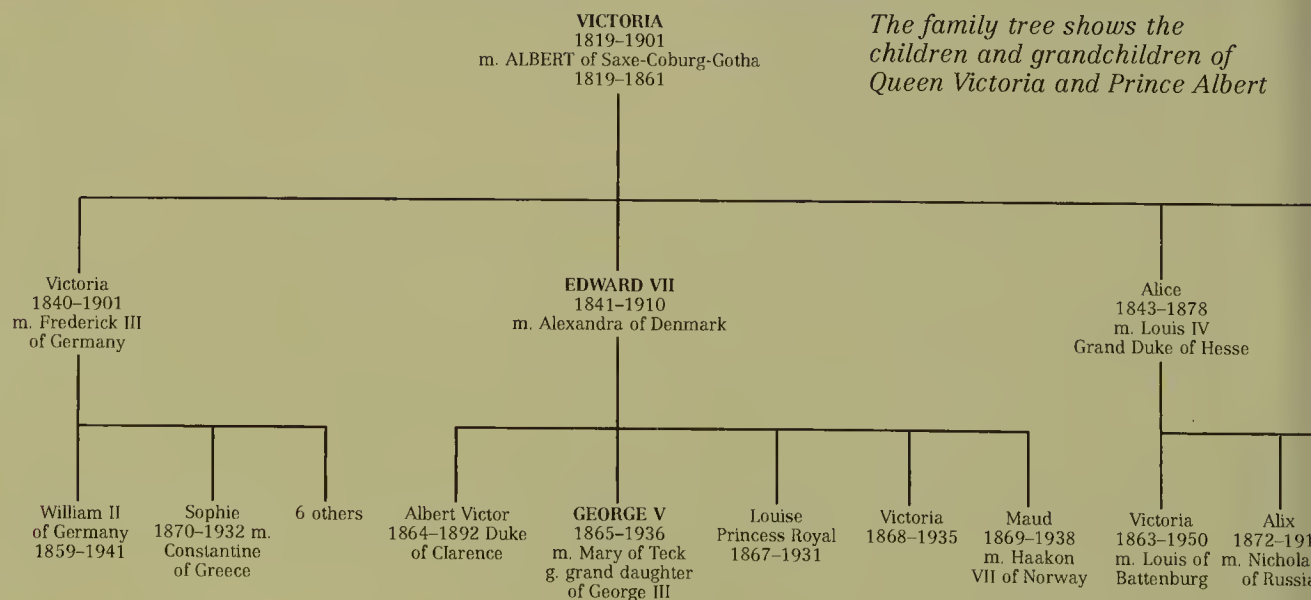 VICTORIA
1819–1901
m. ALBERT of Saxe-Coburg-Gotha
1819–1861
The family tree shows the
children and grandchildren of
Queen Victoria and Prince Albert
Victoria
1840–1901
m. Frederick III
of Germany
EDWARD VII
1841–1910
m. Alexandra of Denmark
Alice
1843–1878
m. Louis IV
Grand Duke of Hesse
William II
of Germany
1859–1941
Sophie
1870–1932 m.
Constantine
of Greece
6 others
Albert Victor
1864–1892 Duke
of Clarence
GEORGE V
1865–1936
m. Mary of Teck
g. grand daughter
of George III
Louise
Princess Royal
1867–1931
Victoria
1868–1935
Maud
1869–1938
m. Haakon
VII of Norway
Victoria
1863–1950
m. Louis of
Battenburg
Alix
1872–191
m. Nichola
of Russia